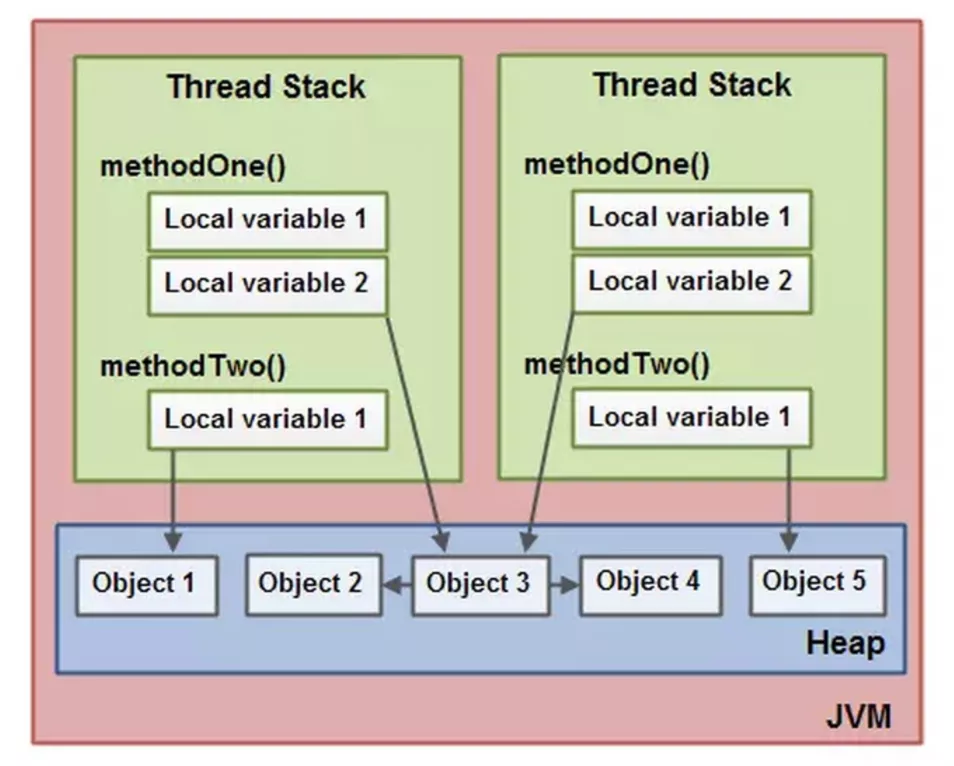 Thread Stack
methodOne()
Local variable 1
Local variable 2
methodTwo()
Local variable 1
Thread Stack
methodOne()
Local variable 1
Local variable 2
methodTwo()
Local variable 1
Object 1
Object 2
Object 3
Object 4
Object 5
Heap
JVM